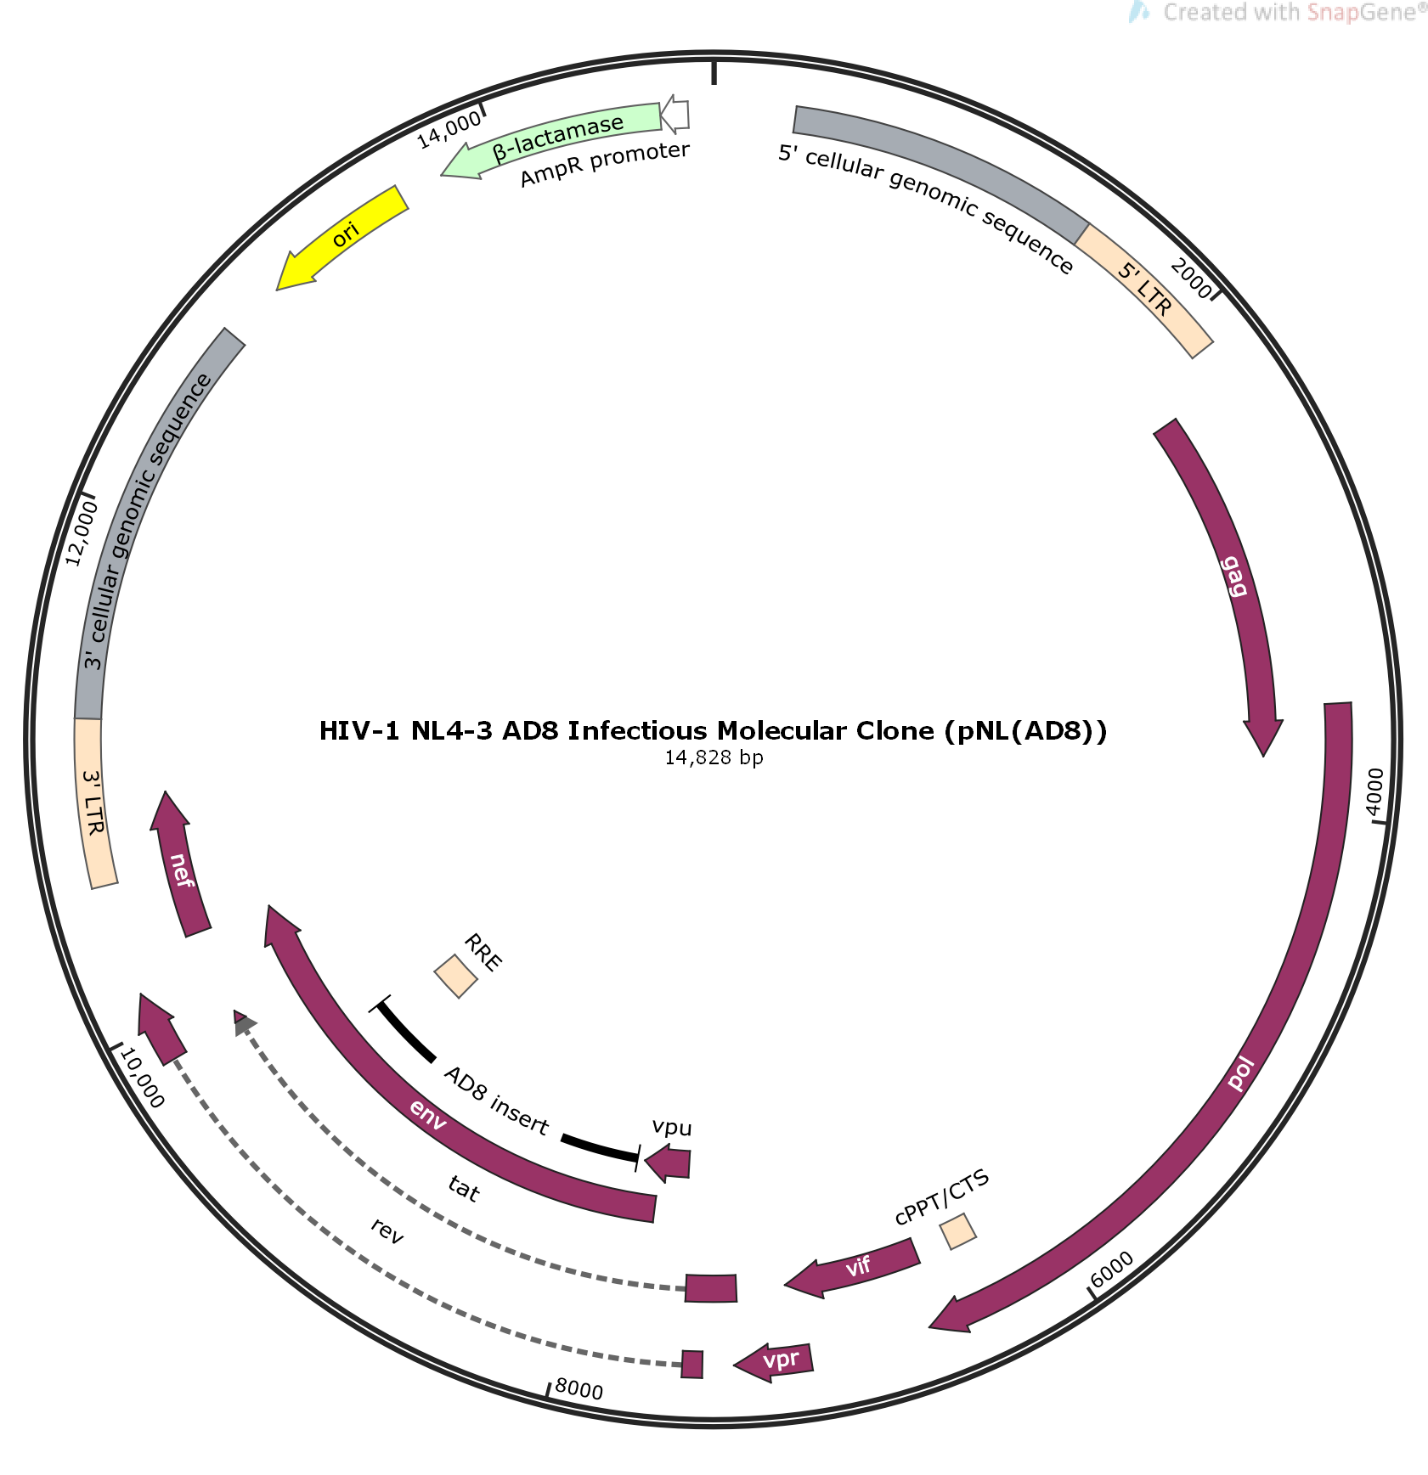 Created with SnapGene®
14,000
β-lactamase
AmpR promoter
5' cellular genomic sequence
ori
2000
5' LTR
3' cellular genomic sequence
12,000
gag
HIV-1 NL4-3 AD8 Infectious Molecular Clone (pNL(AD8))
14,828 bp
3' LTR
4000
nef
RRE
10,000
AD8 insert
env
vpu
pol
tat
rev
cPPT/CTS
vif
6000
vpr
8000